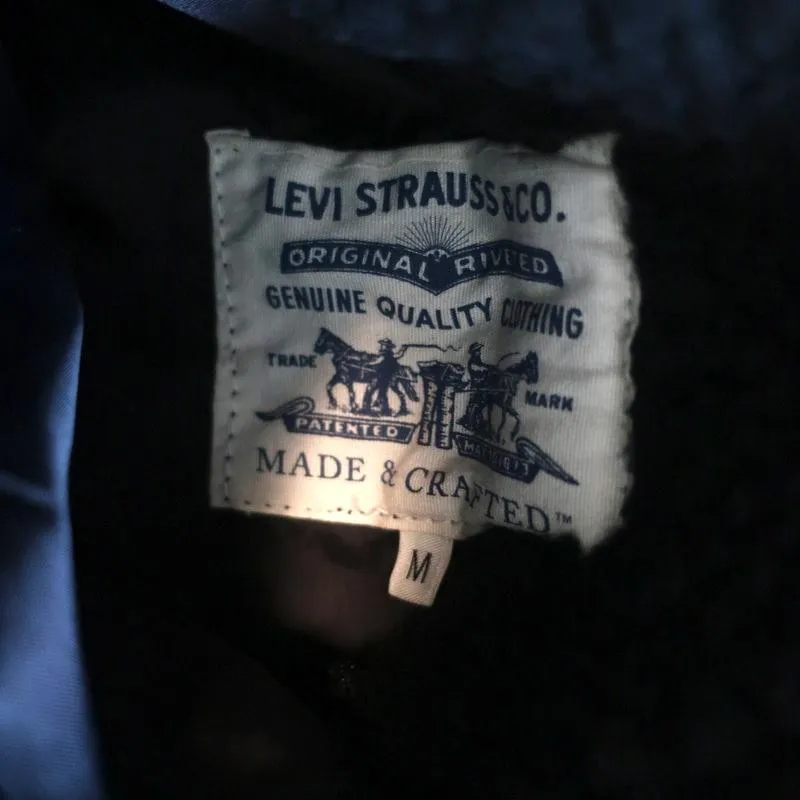 LEVI STRAUSS & CO.
ORIGINAL RIVETED
GENUINE QUALITY CLOTHING
TRADE MARK
PATENTED
MADE & CRAFTED™
M